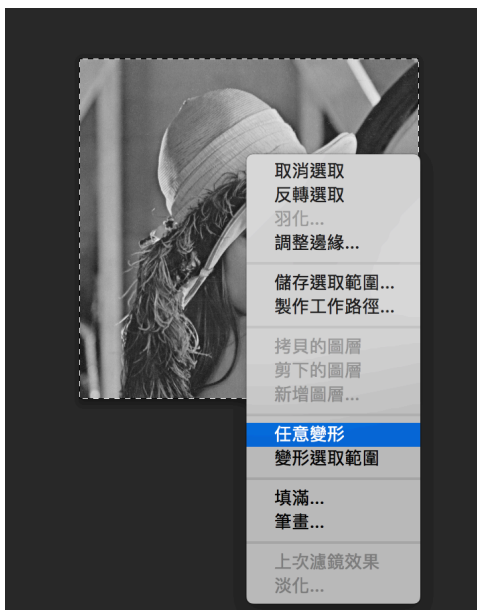 取消選取
反轉選取
羽化...
調整邊緣...
儲存選取範圍...
製作工作路徑...
拷貝的圖層
剪下的圖層
新增圖層...
任意變形
變形選取範圍
填滿...
筆畫...
上次濾鏡效果
淡化...